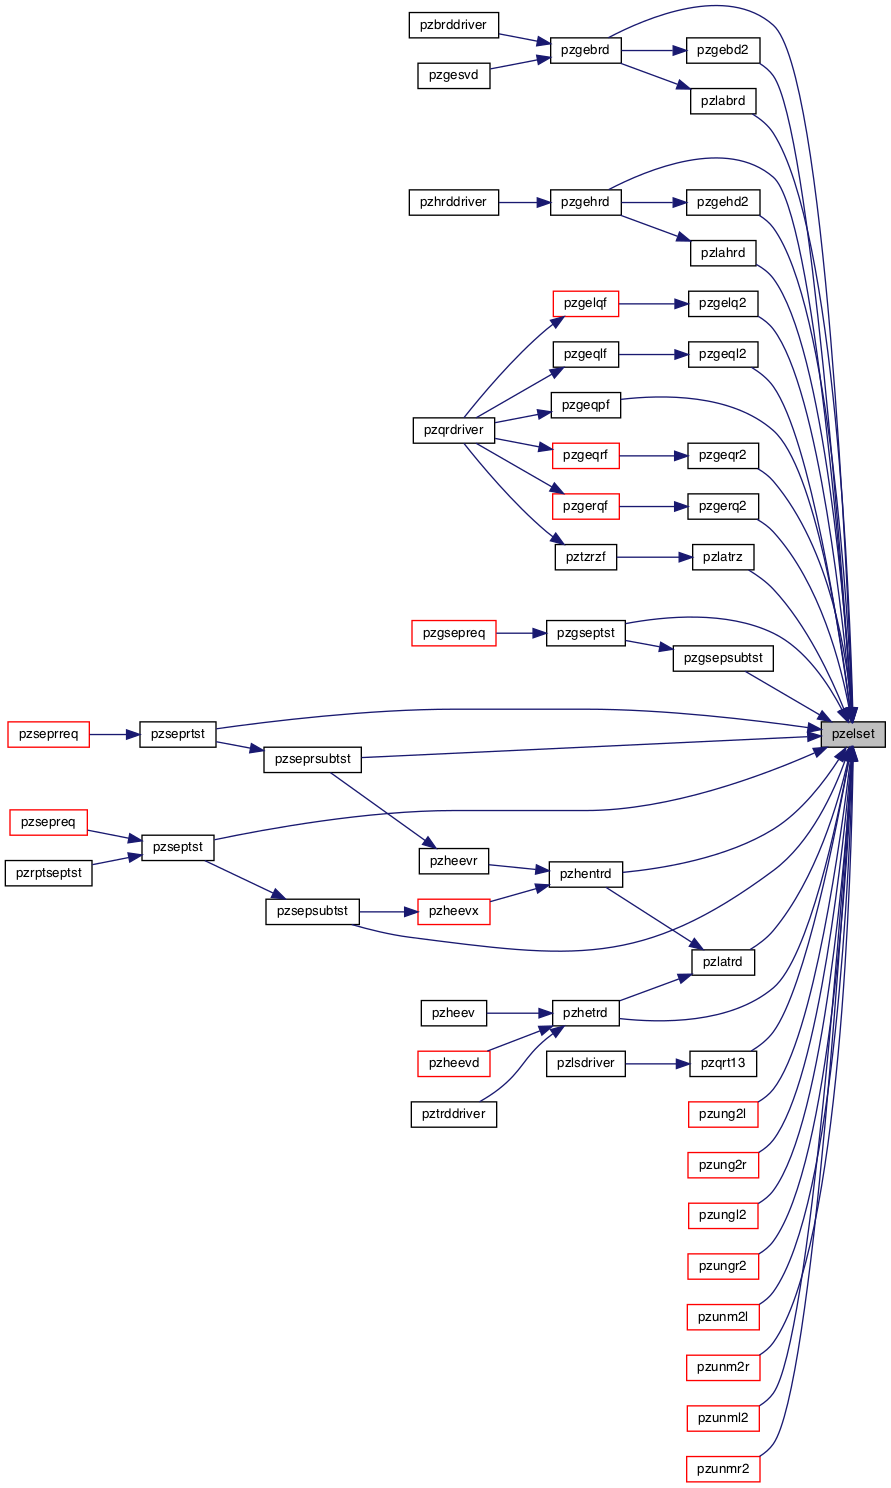 pzbrddriver
pzgebrd
pzgebd2
pzgesvd
pzlabrd
pzhrddriver
pzgehrd
pzgehd2
pzlahrd
pzgelqf
pzgelq2
pzgeqlf
pzgeql2
pzgeqpf
pzqrdriver
pzgeqrf
pzgeqr2
pzgerqf
pzgerq2
pztzrzf
pzlatrz
pzgsepreq
pzgseptst
pzgsepsubtst
pzseprreq
pzseprtst
pzelset
pzseprsubtst
pzsepreq
pzseptst
pzheevr
pzrptseptst
pzhentrd
pzsepsubtst
pzheevx
pzlatrd
pzheev
pzhetrd
pzheevd
pzlsdriver
pzqrt13
pztrddriver
pzung2l
pzung2r
pzungl2
pzungr2
pzunm2l
pzunm2r
pzunml2
pzunmr2